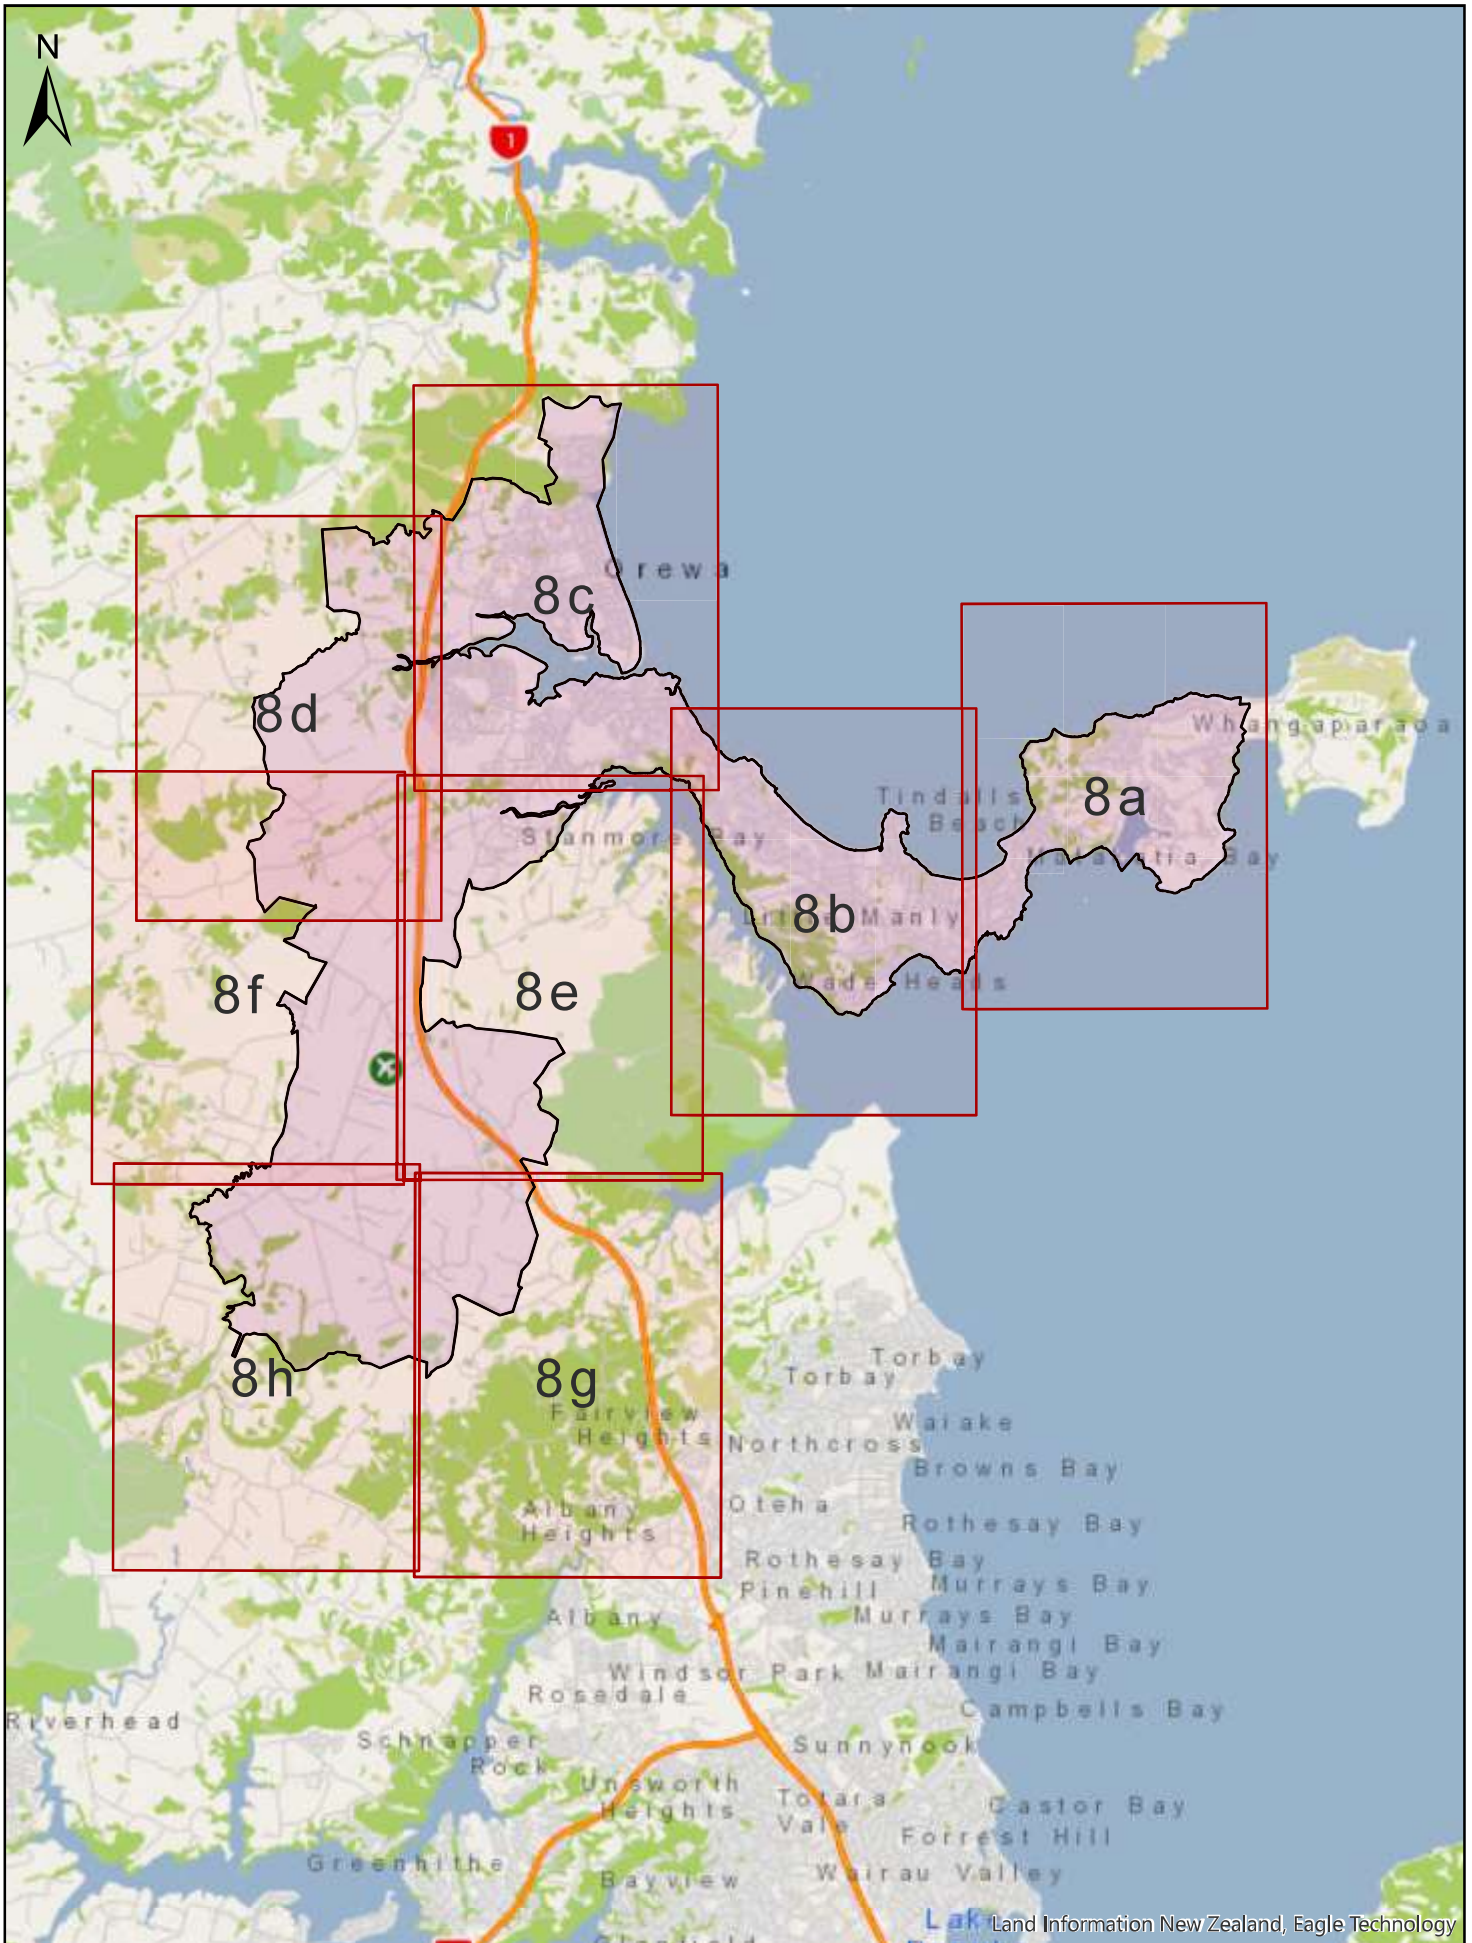 N
1
Orewa
8c
8d
Whangaparaoa
8a
Tindalls
Beach
Stanmore Bay
Matakatia Bay
8b
Little Manly
Wade Heads
8f
8e
8h
8g
Torbay
Torbay
Fairview
Heights
Waiake
Northcross
Browns Bay
Albany
Heights
Oteha
Rothesay Bay
Rothesay Bay
Pinehill
Murrays Bay
Albany
Murrays Bay
Mairangi Bay
Windsor Park
Mairangi Bay
Rosedale
Campbells Bay
Riverhead
Schnapper
Rock
Sunnynook
Unsworth
Heights
Totara
Vale
Castor Bay
Forrest Hill
Greenhithe
Wairau Valley
Bayview
Land Information New Zealand, Eagle Technology